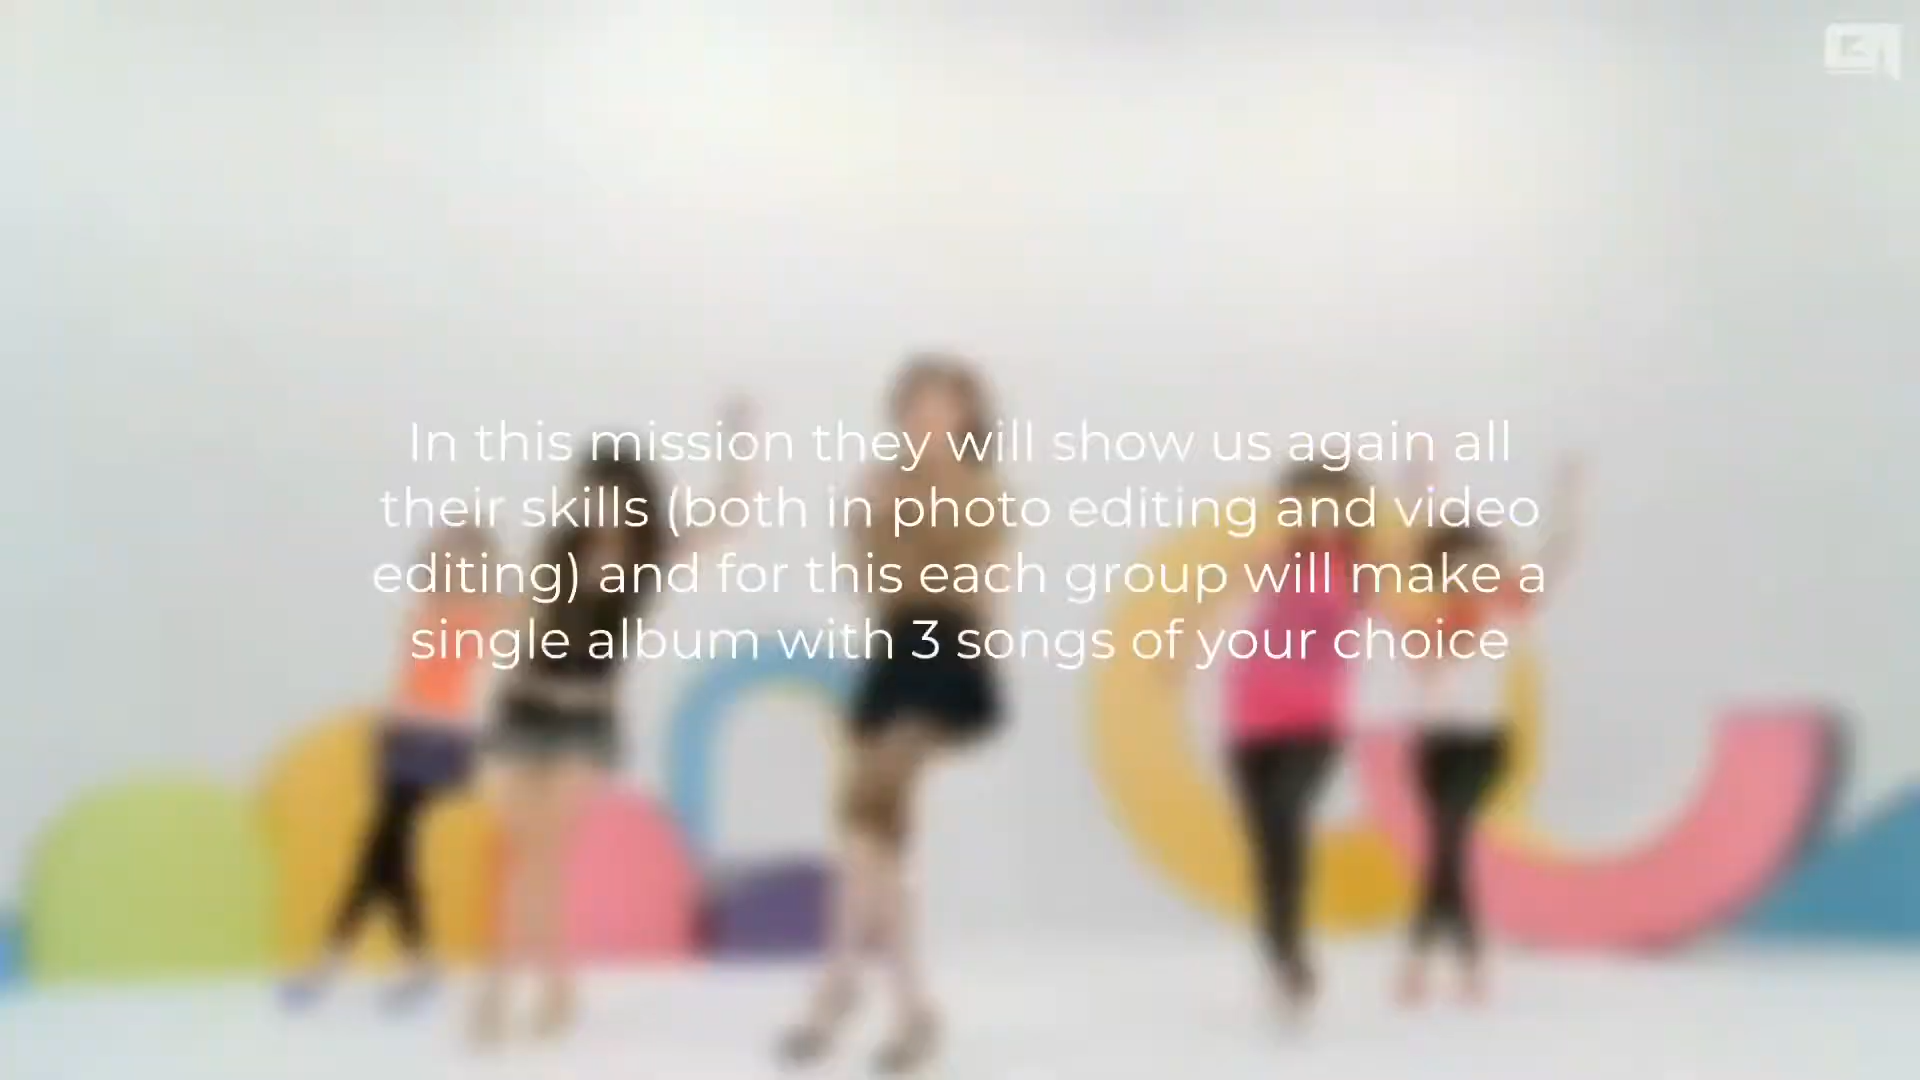 In this mission they will show us again all
their skills (both in photo editing and video
editing) and for this each group will make a
single album with 3 songs of your choice